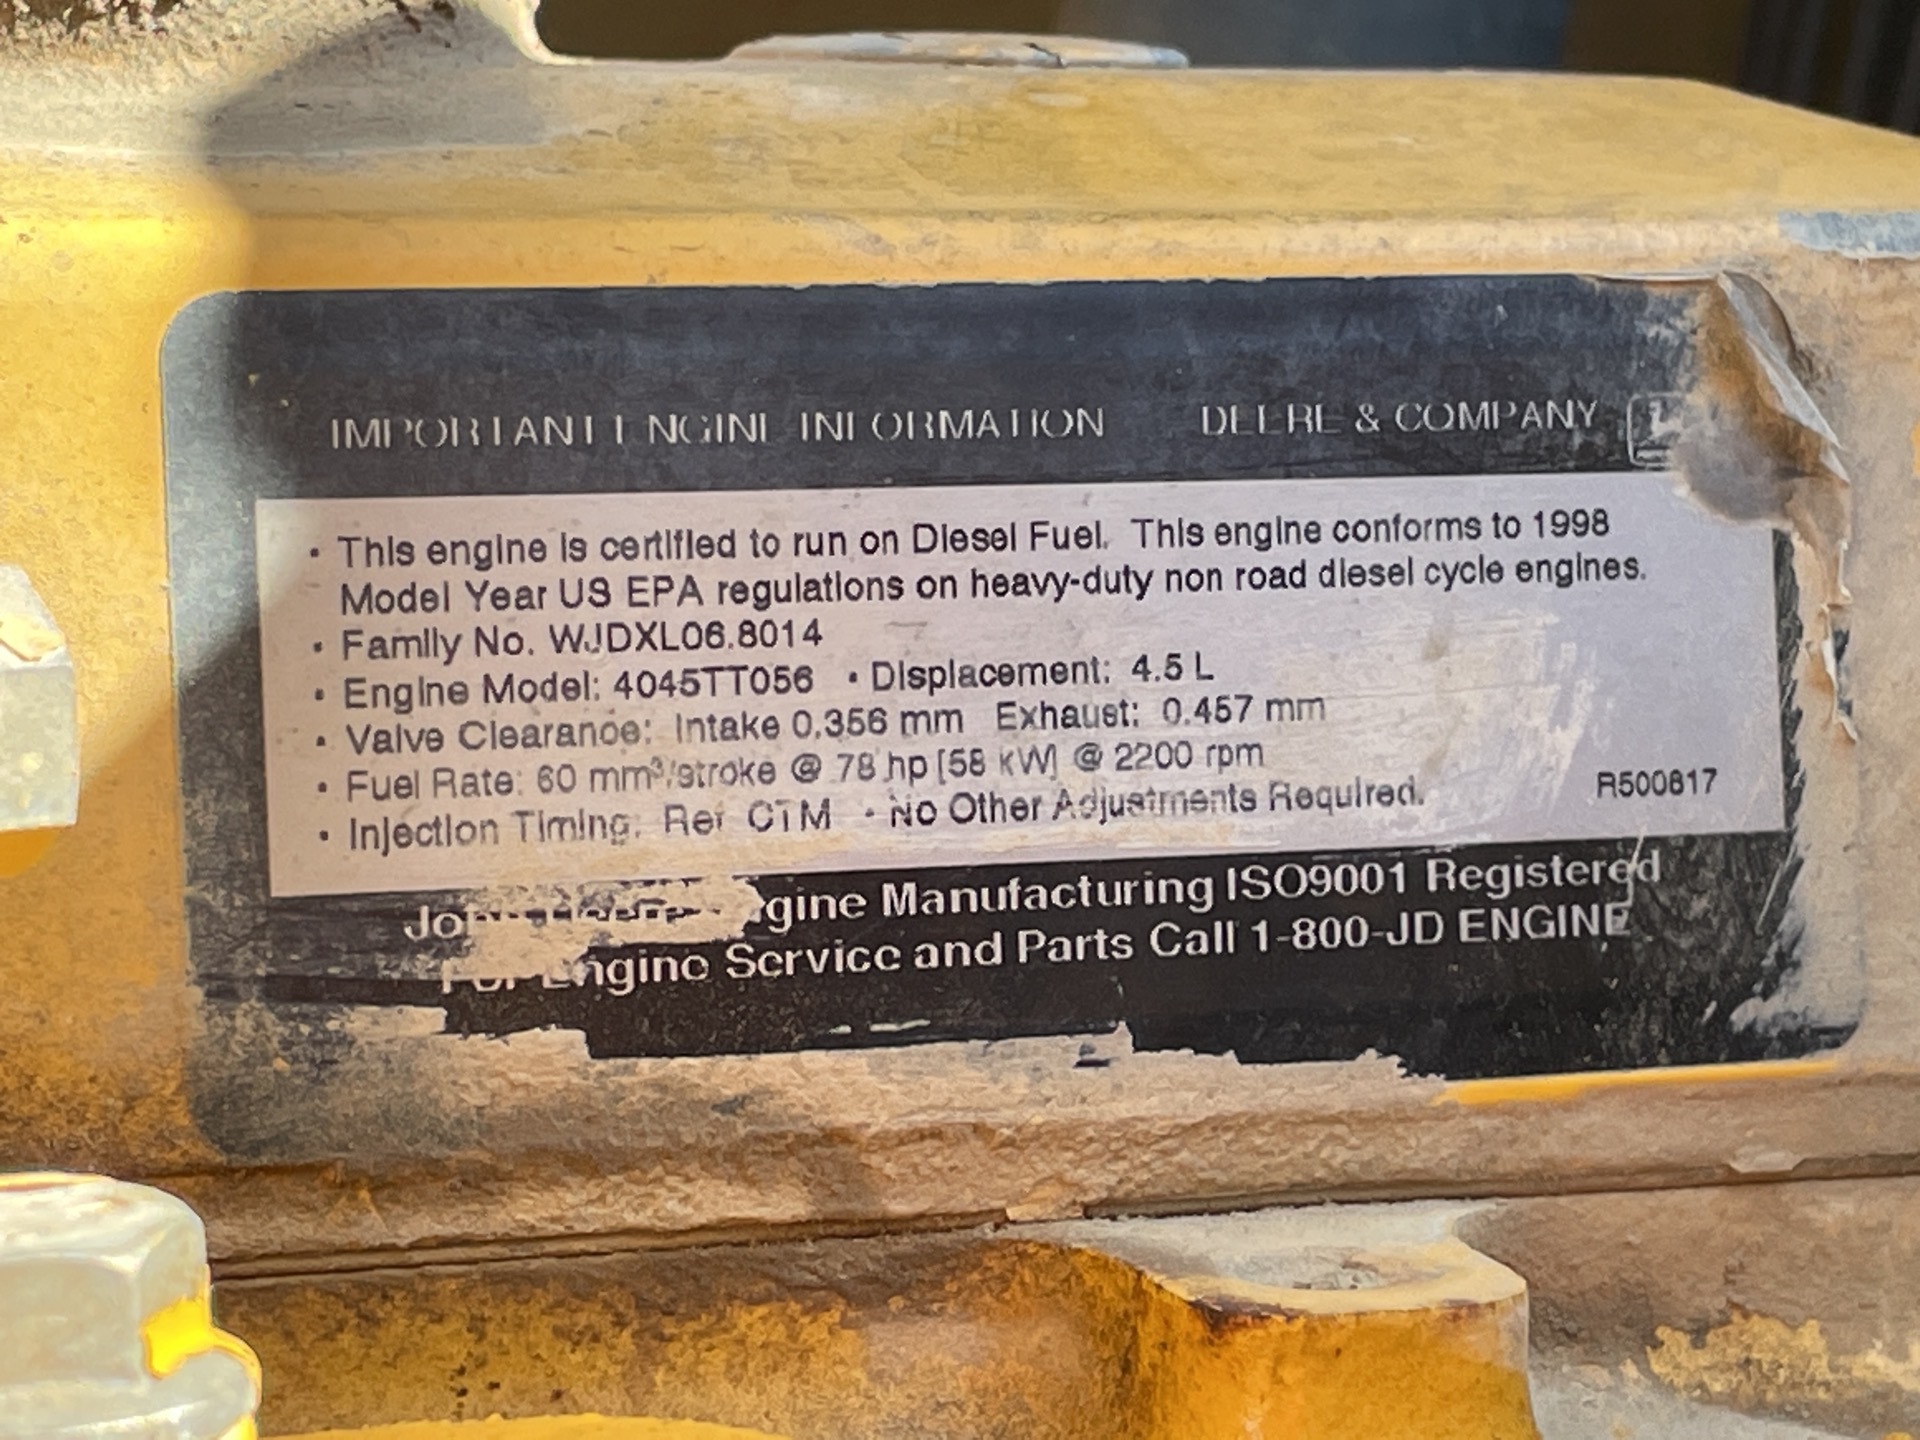 IMPORTANT ENGINE INFORMATION DEERE & COMPANY
• This engine is certified to run on Diesel Fuel. This engine conforms to 1998
Model Year US EPA regulations on heavy-duty non road diesel cycle engines.
• Family No. WJDXL06.8014
• Engine Model: 4045TT056 • Displacement: 4.5 L
• Valve Clearance: Intake 0.356 mm Exhaust: 0.457 mm
• Fuel Rate: 60 mm³/stroke @ 78 hp [58 kW] @ 2200 rpm
• Injection Timing: Ref CTM • No Other Adjustments Required.
R500817
Manufacturing ISO9001 Registered
For Engine Service and Parts Call 1-800-JD ENGINE